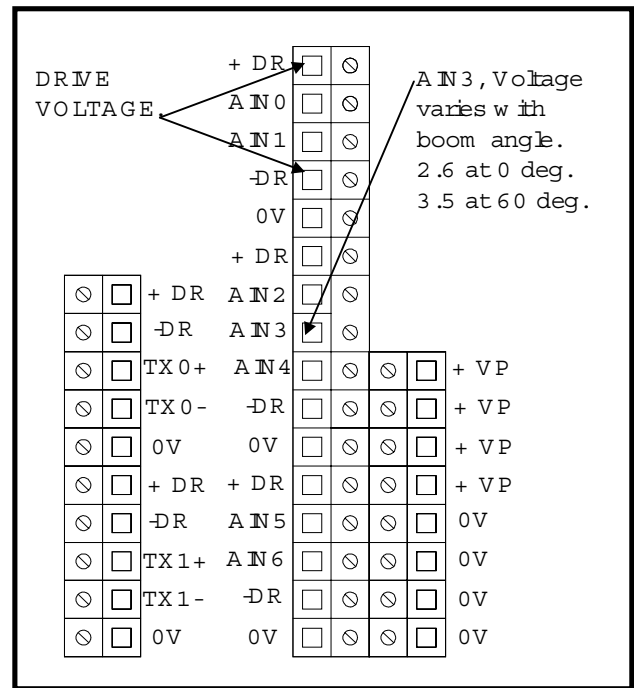 DRIVE
VOLTAGE.
+ DR
AIN0
AIN1
-DR
0V
+ DR
AIN3, Voltage
varies with
boom angle.
2.6 at 0 deg.
3.5 at 60 deg.
+ DR AIN2
-DR AIN3
TX0+ AIN4 + VP
TX0- -DR + VP
0V 0V + VP
+ DR + DR + VP
-DR AIN5 0V
TX1+ AIN6 0V
TX1- -DR 0V
0V 0V 0V